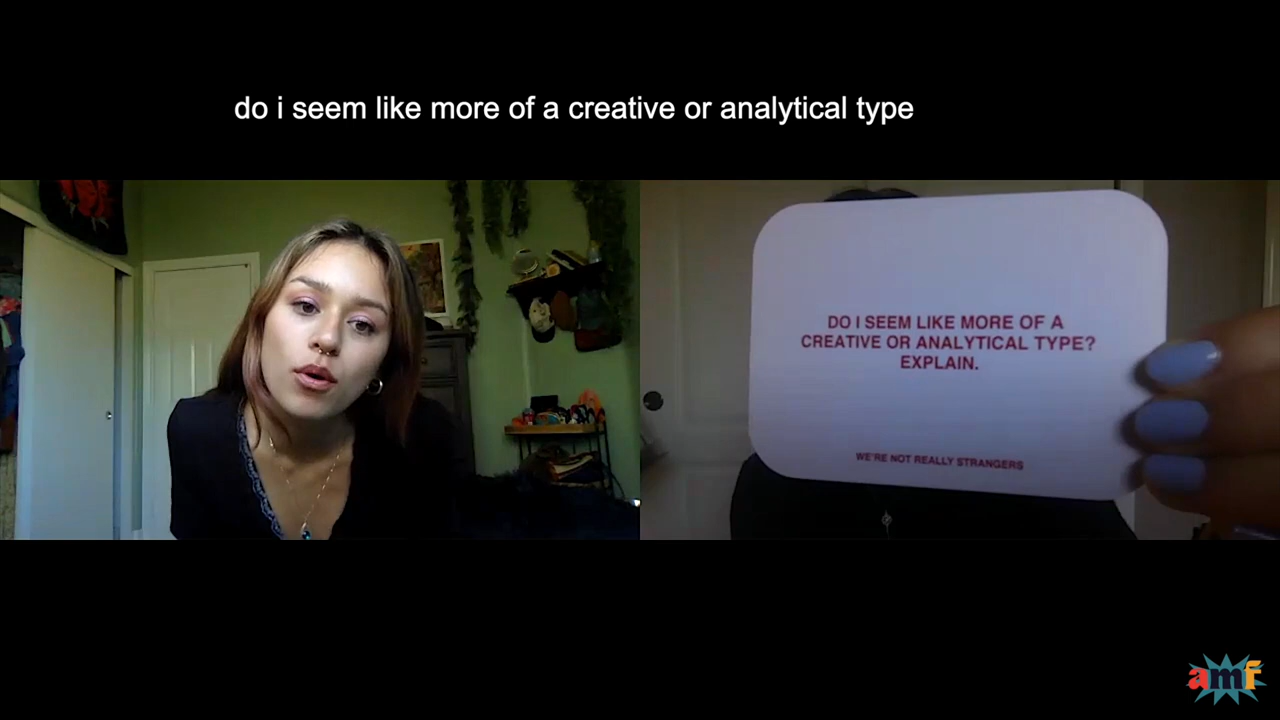 do i seem like more of a creative or analytical type
DO I SEEM LIKE MORE OF A
CREATIVE OR ANALYTICAL TYPE?
EXPLAIN.
WE'RE NOT REALLY STRANGERS
amf